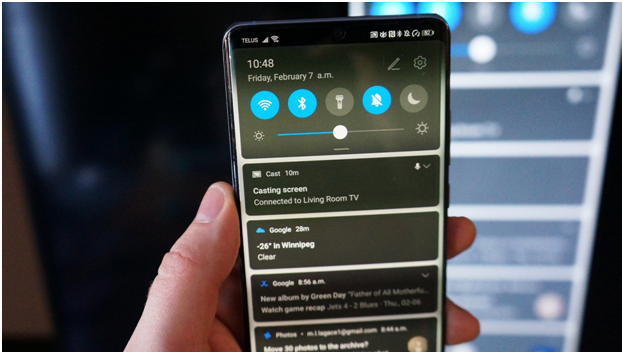 TELUS
10:48
Friday, February 7 a.m.
Cast 10m
Casting screen
Connected to Living Room TV
Google 28m
-26° in Winnipeg
Clear
Google 8:56 a.m.
New album by Green Day "Father of All Motherfu...
Watch game recap Jets 4 - 2 Blues · Thu., 02-06
Photos • m.l.lagace1@gmail.com 8:44 a.m.
Move 30 photos to the archive?